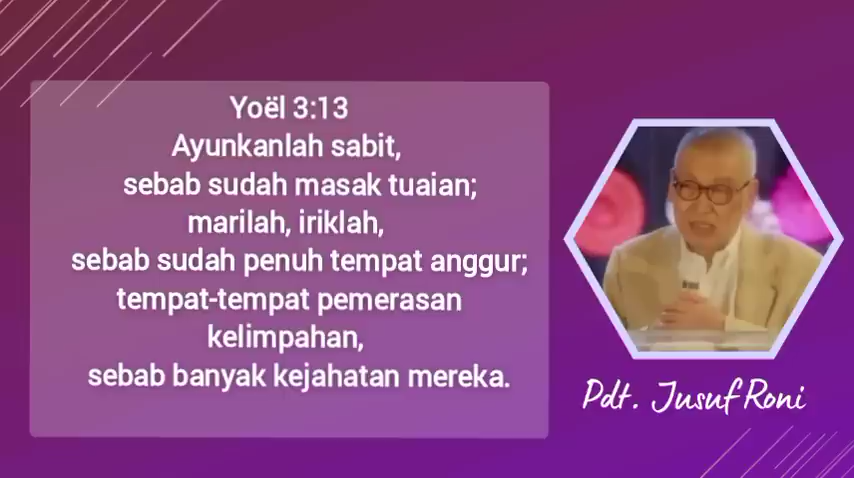 Yoël 3:13
Ayunkanlah sabit,
sebab sudah masak tuaian;
marilah, iriklah,
sebab sudah penuh tempat anggur;
tempat-tempat pemerasan
kelimpahan,
sebab banyak kejahatan mereka.
Pdt. Jusuf Roni